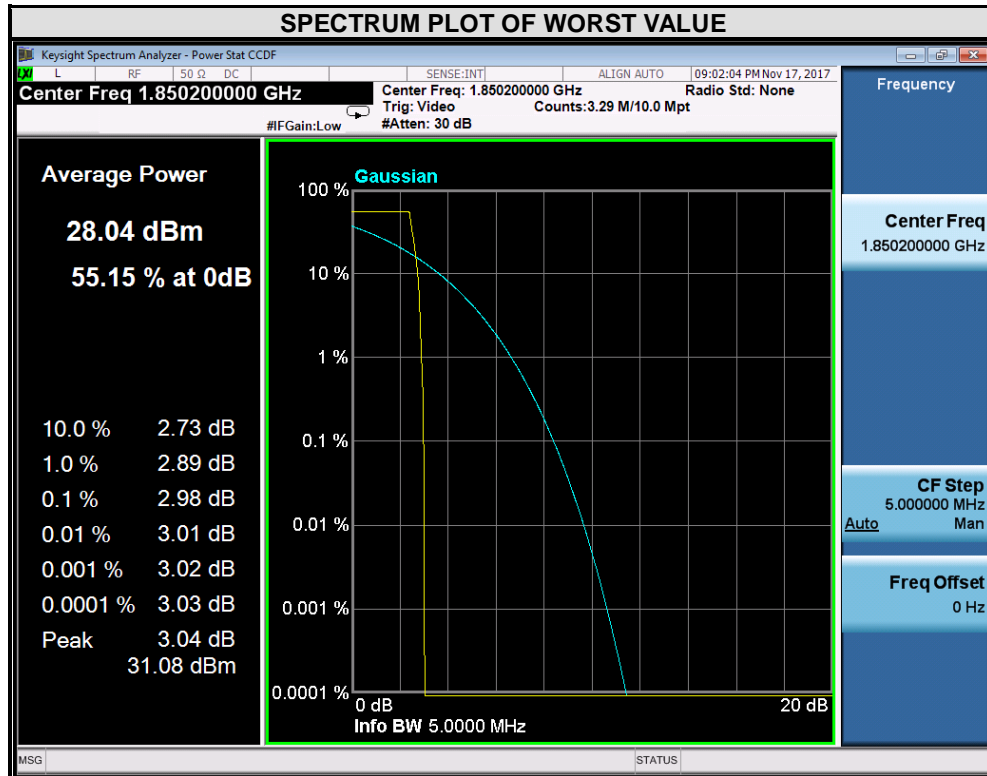 SPECTRUM PLOT OF WORST VALUE
Keysight Spectrum Analyzer - Power Stat CCDF
LXI L RF 50 Ω DC SENSE:INT ALIGN AUTO 09:02:04 PM Nov 17, 2017
Center Freq 1.850200000 GHz
Center Freq: 1.850200000 GHz Radio Std: None
Trig: Video Counts:3.29 M/10.0 Mpt
#IFGain:Low #Atten: 30 dB
Average Power
28.04 dBm
55.15 % at 0dB
10.0 % 2.73 dB
1.0 % 2.89 dB
0.1 % 2.98 dB
0.01 % 3.01 dB
0.001 % 3.02 dB
0.0001 % 3.03 dB
Peak 3.04 dB
31.08 dBm
Gaussian
100 %
10 %
1 %
0.1 %
0.01 %
0.001 %
0.0001 %
0 dB 20 dB
Info BW 5.0000 MHz
Frequency
Center Freq
1.850200000 GHz
CF Step
5.000000 MHz
Auto Man
Freq Offset
0 Hz
MSG STATUS